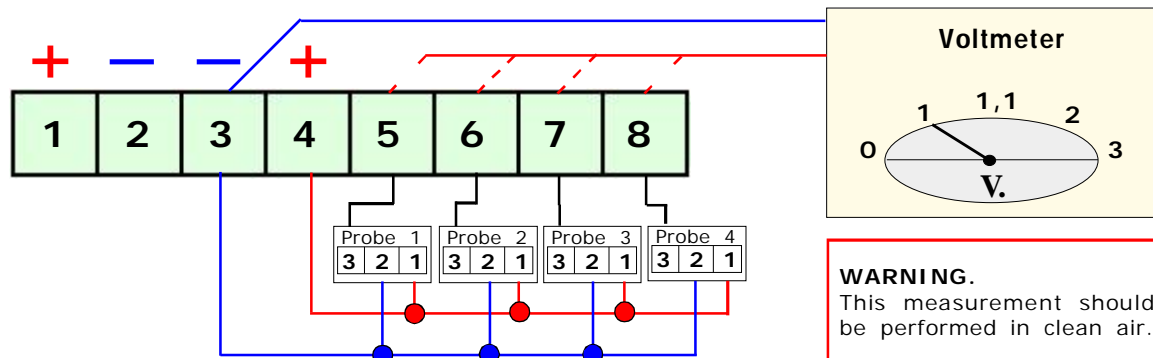 + — — +
1 2 3 4 5 6 7 8
Probe 1
3 2 1
Probe 2
3 2 1
Probe 3
3 2 1
Probe 4
3 2 1
Voltmeter
0 1 1,1 2 3
V.
WARNING.
This measurement should
be performed in clean air.